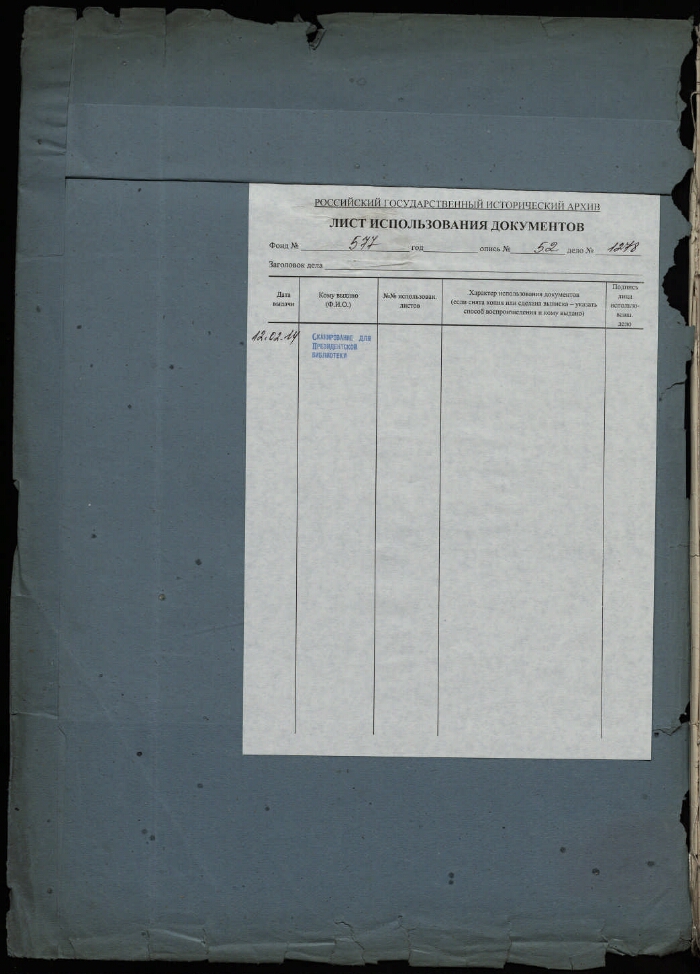 РОССИЙСКИЙ ГОСУДАРСТВЕННЫЙ ИСТОРИЧЕСКИЙ АРХИВ
ЛИСТ ИСПОЛЬЗОВАНИЯ ДОКУМЕНТОВ
Фонд № 577 год опись № 52 дело № 1278
Заголовок дела
Дата
выдачи
Кому выдано
(Ф.И.О.)
№№ использован.
листов
Характер использования документов
(если снята копия или сделана выписка – указать
способ воспроизведения и кому выдано)
Подпись
лица
использо-
вавш.
дело
12.02.14
СКАНИРОВАНИЕ ДЛЯ
ПРЕЗИДЕНТСКОЙ
БИБЛИОТЕКИ